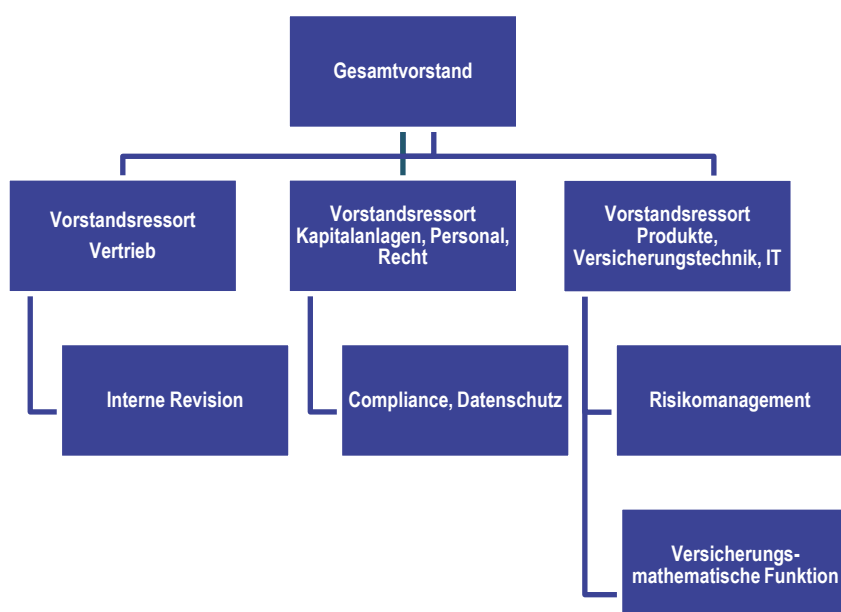 Gesamtvorstand
Vorstandsressort
Vertrieb
Vorstandsressort
Kapitalanlagen, Personal,
Recht
Vorstandsressort
Produkte,
Versicherungstechnik, IT
Interne Revision
Compliance, Datenschutz
Risikomanagement
Versicherungs-
mathematische Funktion